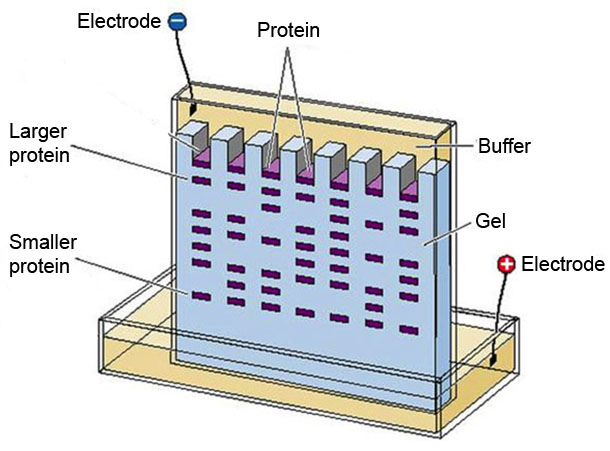 Electrode −
Protein
Larger
protein
Buffer
Gel
Smaller
protein
+ Electrode